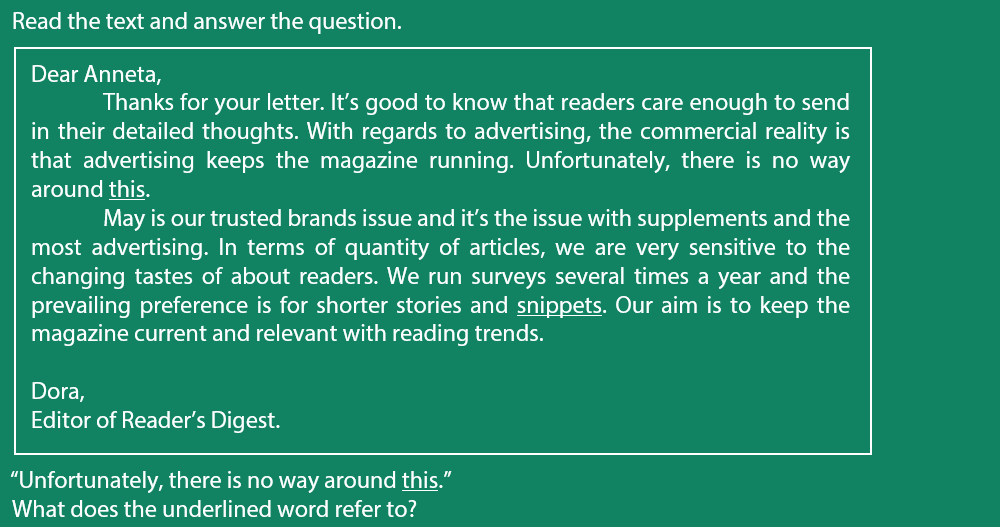 Read the text and answer the question.
Dear Anneta,
Thanks for your letter. It’s good to know that readers care enough to send
in their detailed thoughts. With regards to advertising, the commercial reality is
that advertising keeps the magazine running. Unfortunately, there is no way
around this.
May is our trusted brands issue and it’s the issue with supplements and the
most advertising. In terms of quantity of articles, we are very sensitive to the
changing tastes of about readers. We run surveys several times a year and the
prevailing preference is for shorter stories and snippets. Our aim is to keep the
magazine current and relevant with reading trends.
Dora,
Editor of Reader’s Digest.
“Unfortunately, there is no way around this.”
What does the underlined word refer to?